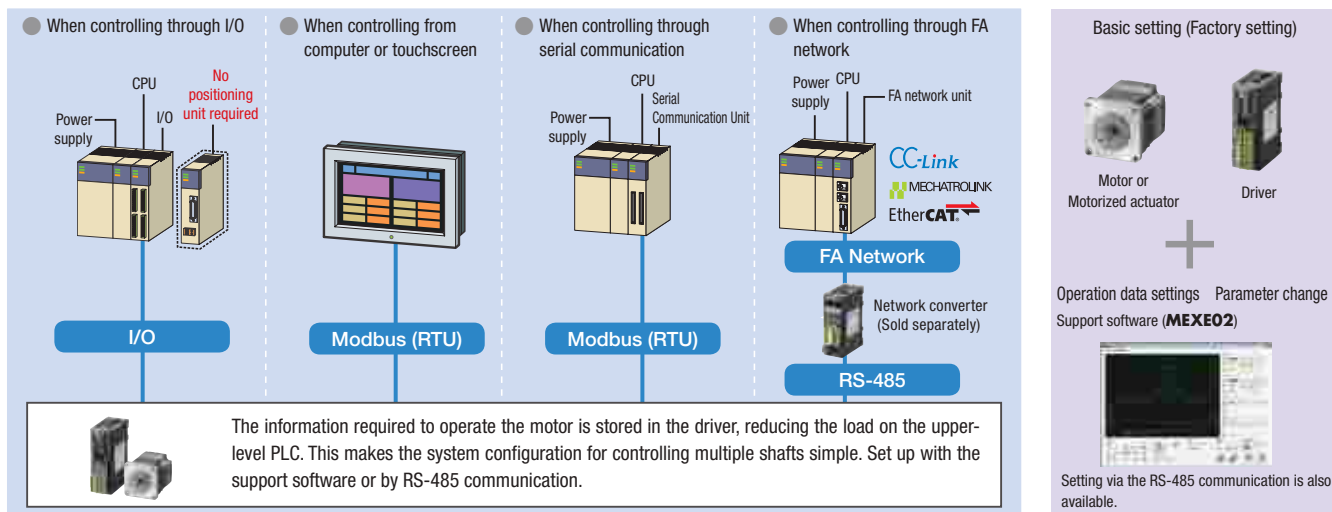 When controlling through I/O
No
positioning
unit required
CPU
I/O
Power
supply
I/O
When controlling from
computer or touchscreen
Modbus (RTU)
When controlling through
serial communication
CPU
Serial
Communication Unit
Power
supply
Modbus (RTU)
When controlling through FA
network
Power
supply
CPU
FA network unit
CC-Link
MECHATROLINK
EtherCAT®
FA Network
Network converter
(Sold separately)
RS-485
The information required to operate the motor is stored in the driver, reducing the load on the upper-
level PLC. This makes the system configuration for controlling multiple shafts simple. Set up with the
support software or by RS-485 communication.
Basic setting (Factory setting)
Motor or
Motorized actuator
Driver
Operation data settings Parameter change
Support software (MEXE02)
Setting via the RS-485 communication is also
available.